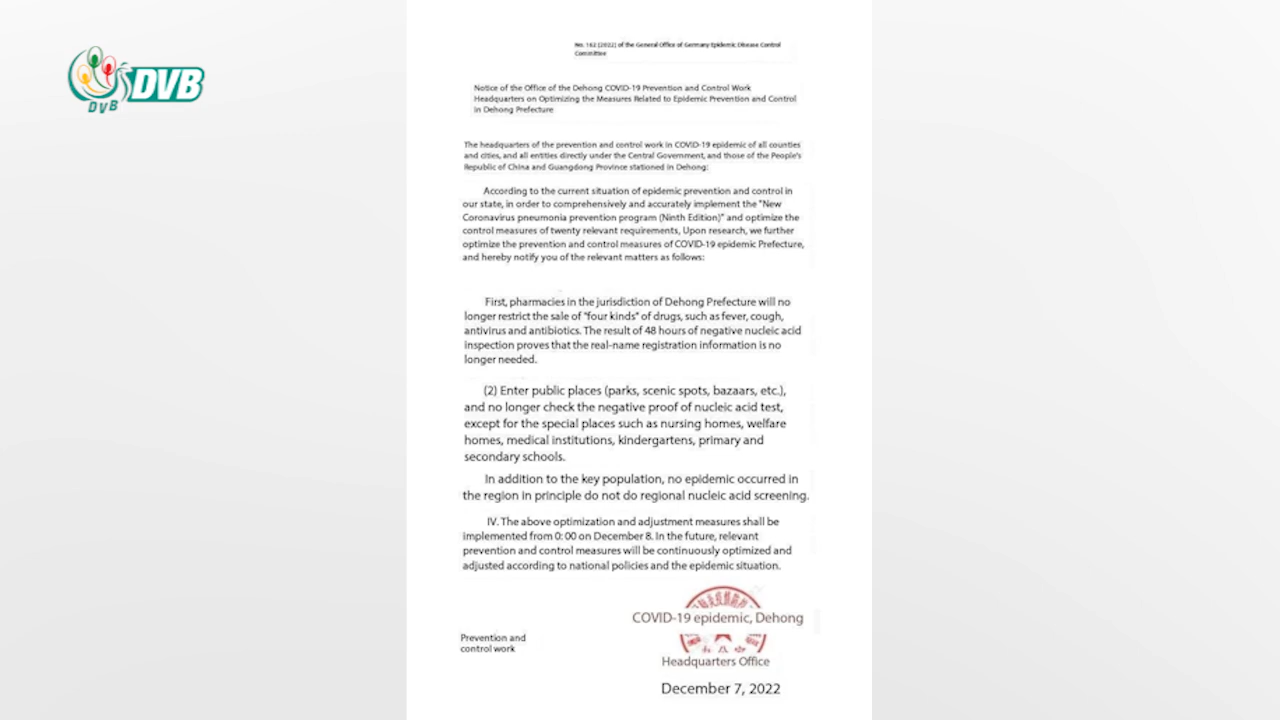 DVB
DVB
No. 162 [2022] of the General Office of Germany Epidemic Disease Control
Committee
Notice of the Office of the Dehong COVID-19 Prevention and Control Work
Headquarters on Optimizing the Measures Related to Epidemic Prevention and Control
in Dehong Prefecture
The headquarters of the prevention and control work in COVID-19 epidemic of all counties
and cities, and all entities directly under the Central Government, and those of the People's
Republic of China and Guangdong Province stationed in Dehong:
According to the current situation of epidemic prevention and control in
our state, in order to comprehensively and accurately implement the "New
Coronavirus pneumonia prevention program (Ninth Edition)" and optimize the
control measures of twenty relevant requirements, Upon research, we further
optimize the prevention and control measures of COVID-19 epidemic Prefecture,
and hereby notify you of the relevant matters as follows:
First, pharmacies in the jurisdiction of Dehong Prefecture will no
longer restrict the sale of "four kinds" of drugs, such as fever, cough,
antivirus and antibiotics. The result of 48 hours of negative nucleic acid
inspection proves that the real-name registration information is no
longer needed.
(2) Enter public places (parks, scenic spots, bazaars, etc.),
and no longer check the negative proof of nucleic acid test,
except for the special places such as nursing homes, welfare
homes, medical institutions, kindergartens, primary and
secondary schools.
In addition to the key population, no epidemic occurred in
the region in principle do not do regional nucleic acid screening.
IV. The above optimization and adjustment measures shall be
implemented from 0: 00 on December 8. In the future, relevant
prevention and control measures will be continuously optimized and
adjusted according to national policies and the epidemic situation.
COVID-19 epidemic, Dehong
Prevention and
control work
Headquarters Office
December 7, 2022